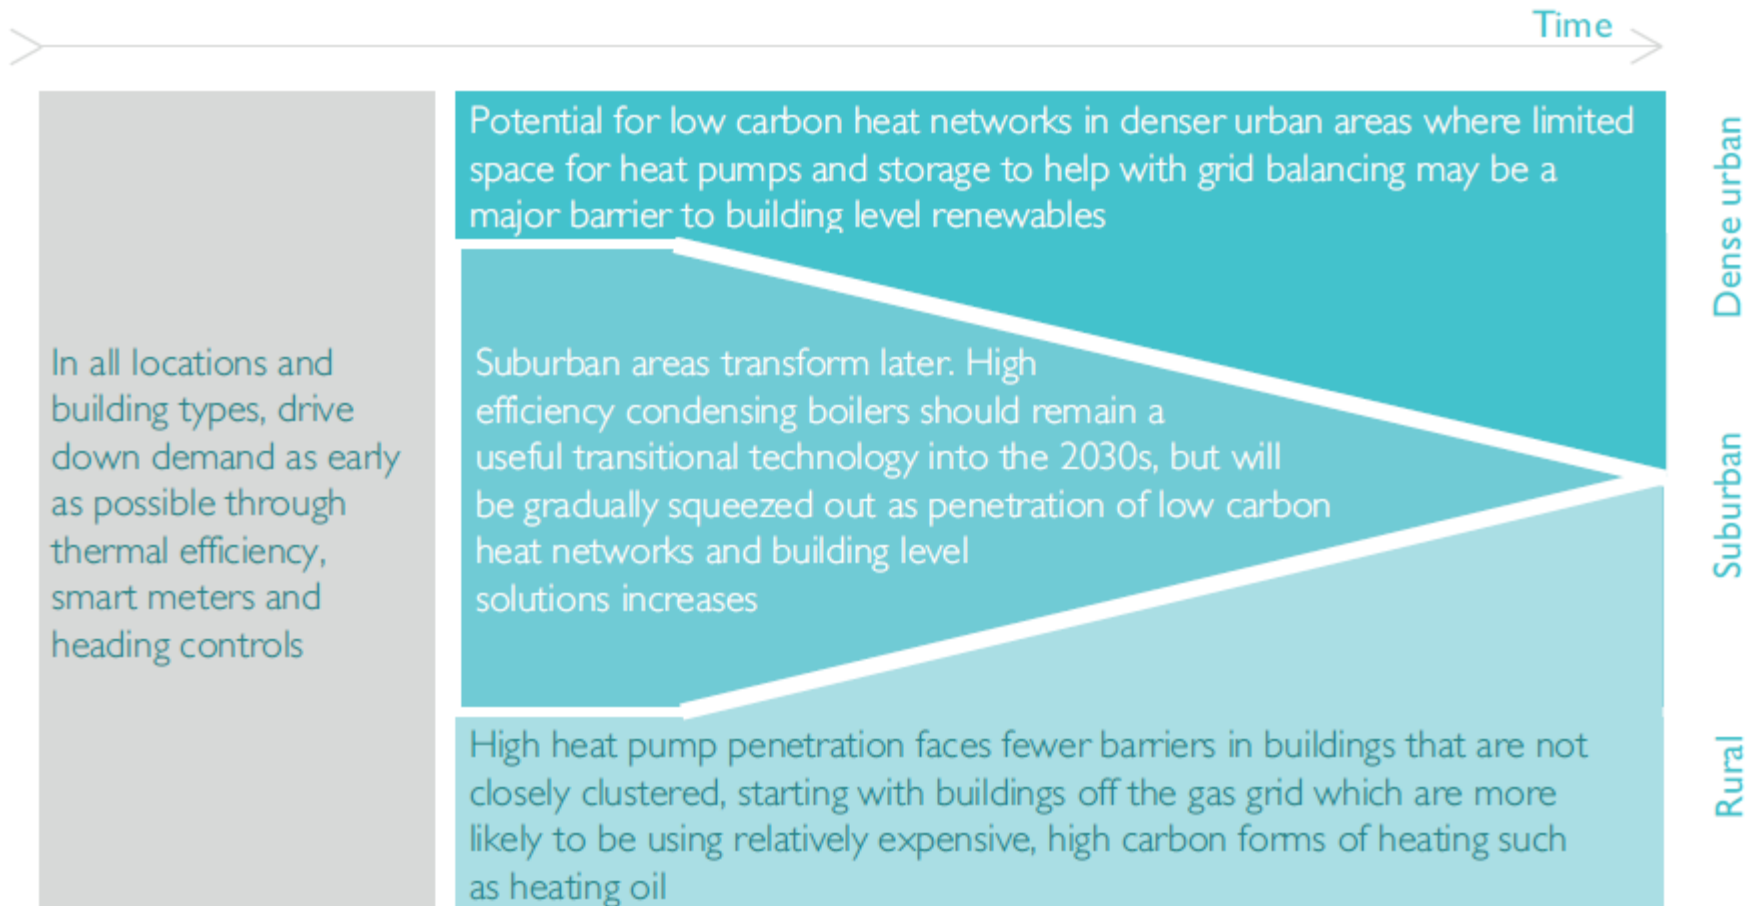 Time
In all locations and
building types, drive
down demand as early
as possible through
thermal efficiency,
smart meters and
heading controls
Potential for low carbon heat networks in denser urban areas where limited
space for heat pumps and storage to help with grid balancing may be a
major barrier to building level renewables
Suburban areas transform later. High
efficiency condensing boilers should remain a
useful transitional technology into the 2030s, but will
be gradually squeezed out as penetration of low carbon
heat networks and building level
solutions increases
High heat pump penetration faces fewer barriers in buildings that are not
closely clustered, starting with buildings off the gas grid which are more
likely to be using relatively expensive, high carbon forms of heating such
as heating oil
Dense urban
Suburban
Rural